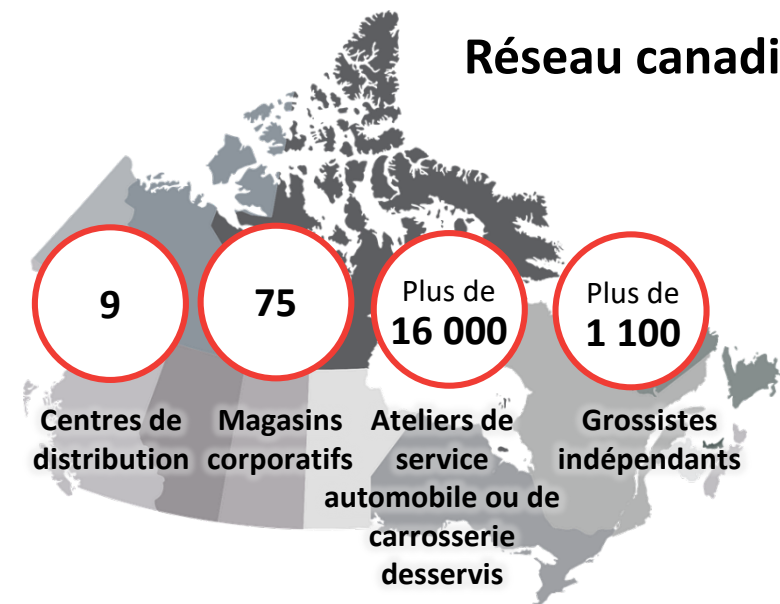 Réseau canadi
9
75
Plus de
16 000
Plus de
1 100
Centres de
distribution
Magasins
corporatifs
Ateliers de
service
automobile ou de
carrosserie
desservis
Grossistes
indépendants